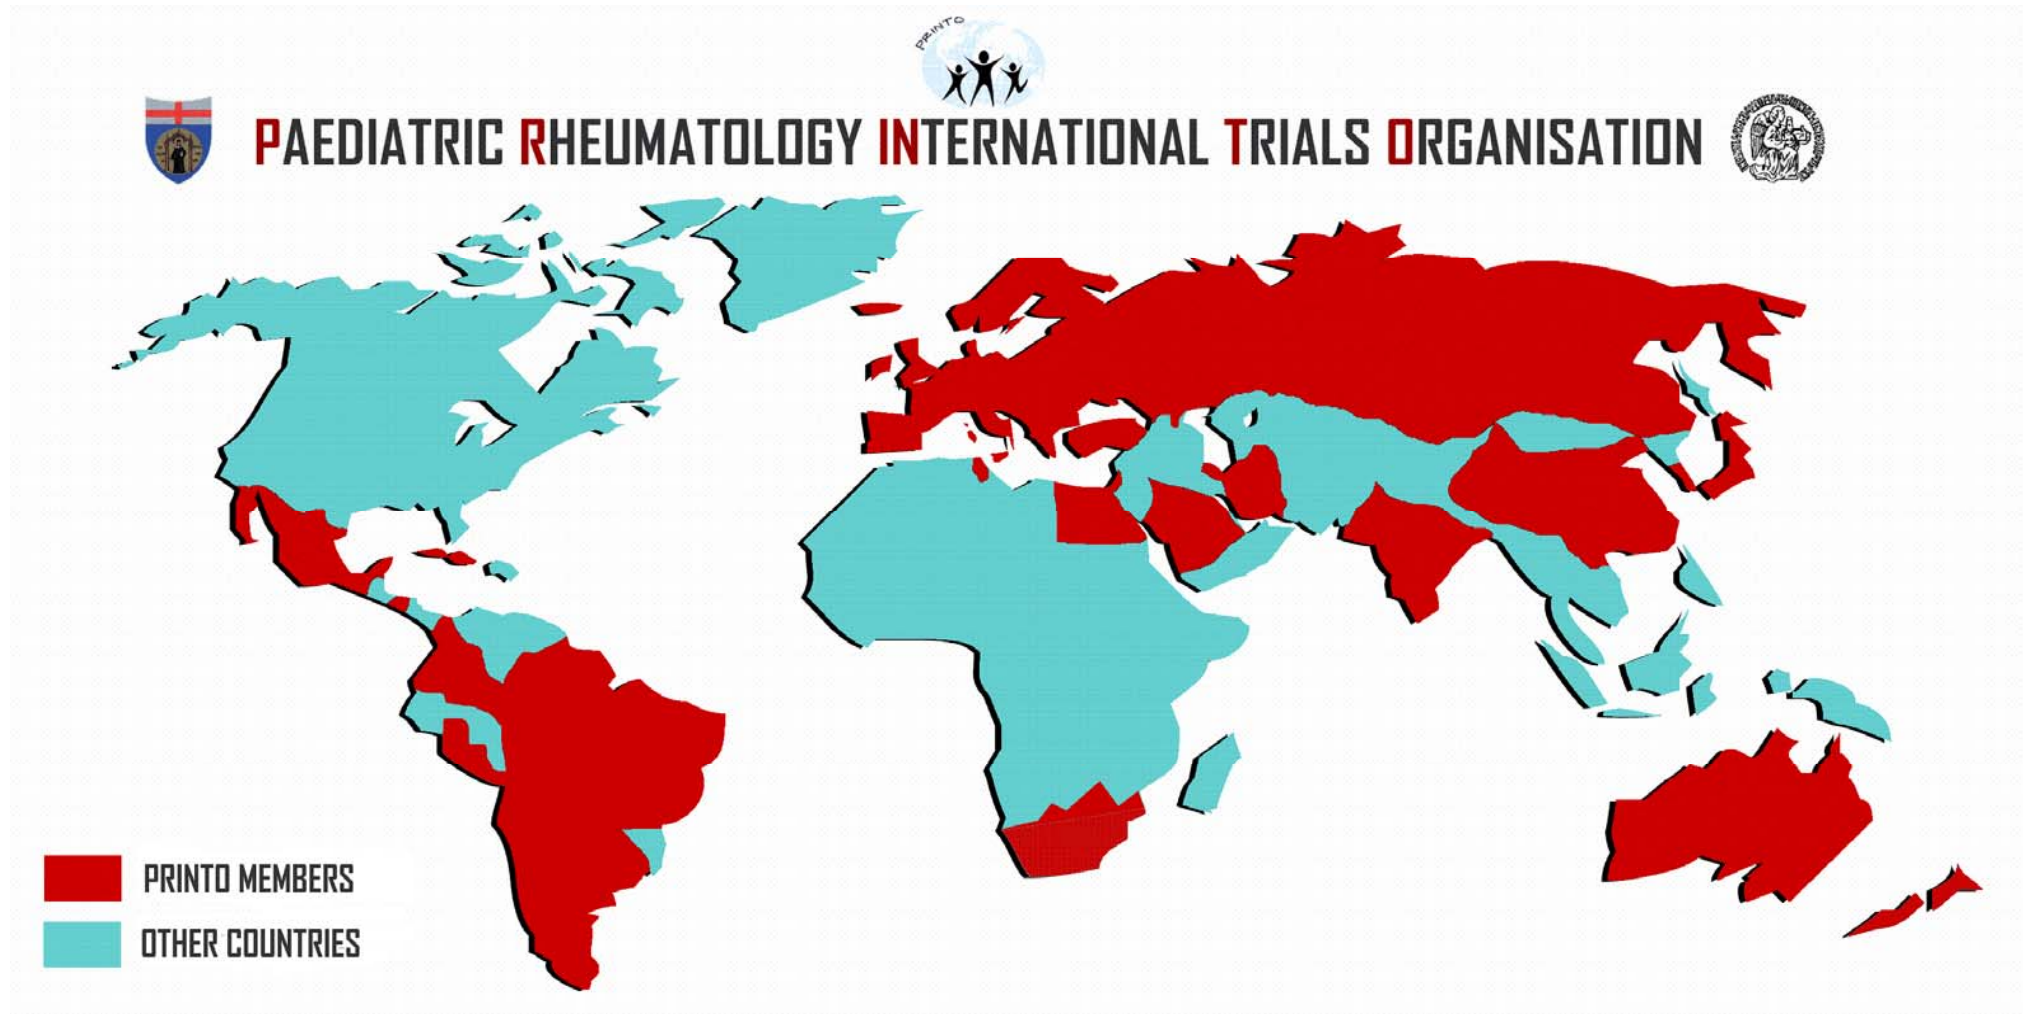 PRINTO
PAEDIATRIC RHEUMATOLOGY INTERNATIONAL TRIALS ORGANISATION
PRINTO MEMBERS
OTHER COUNTRIES